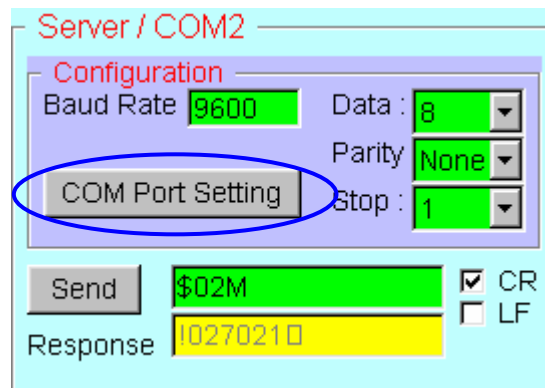 Server / COM2
Configuration
Baud Rate 9600 Data : 8
Parity None
COM Port Setting Stop : 1
Send $02M CR
LF
Response !027021□